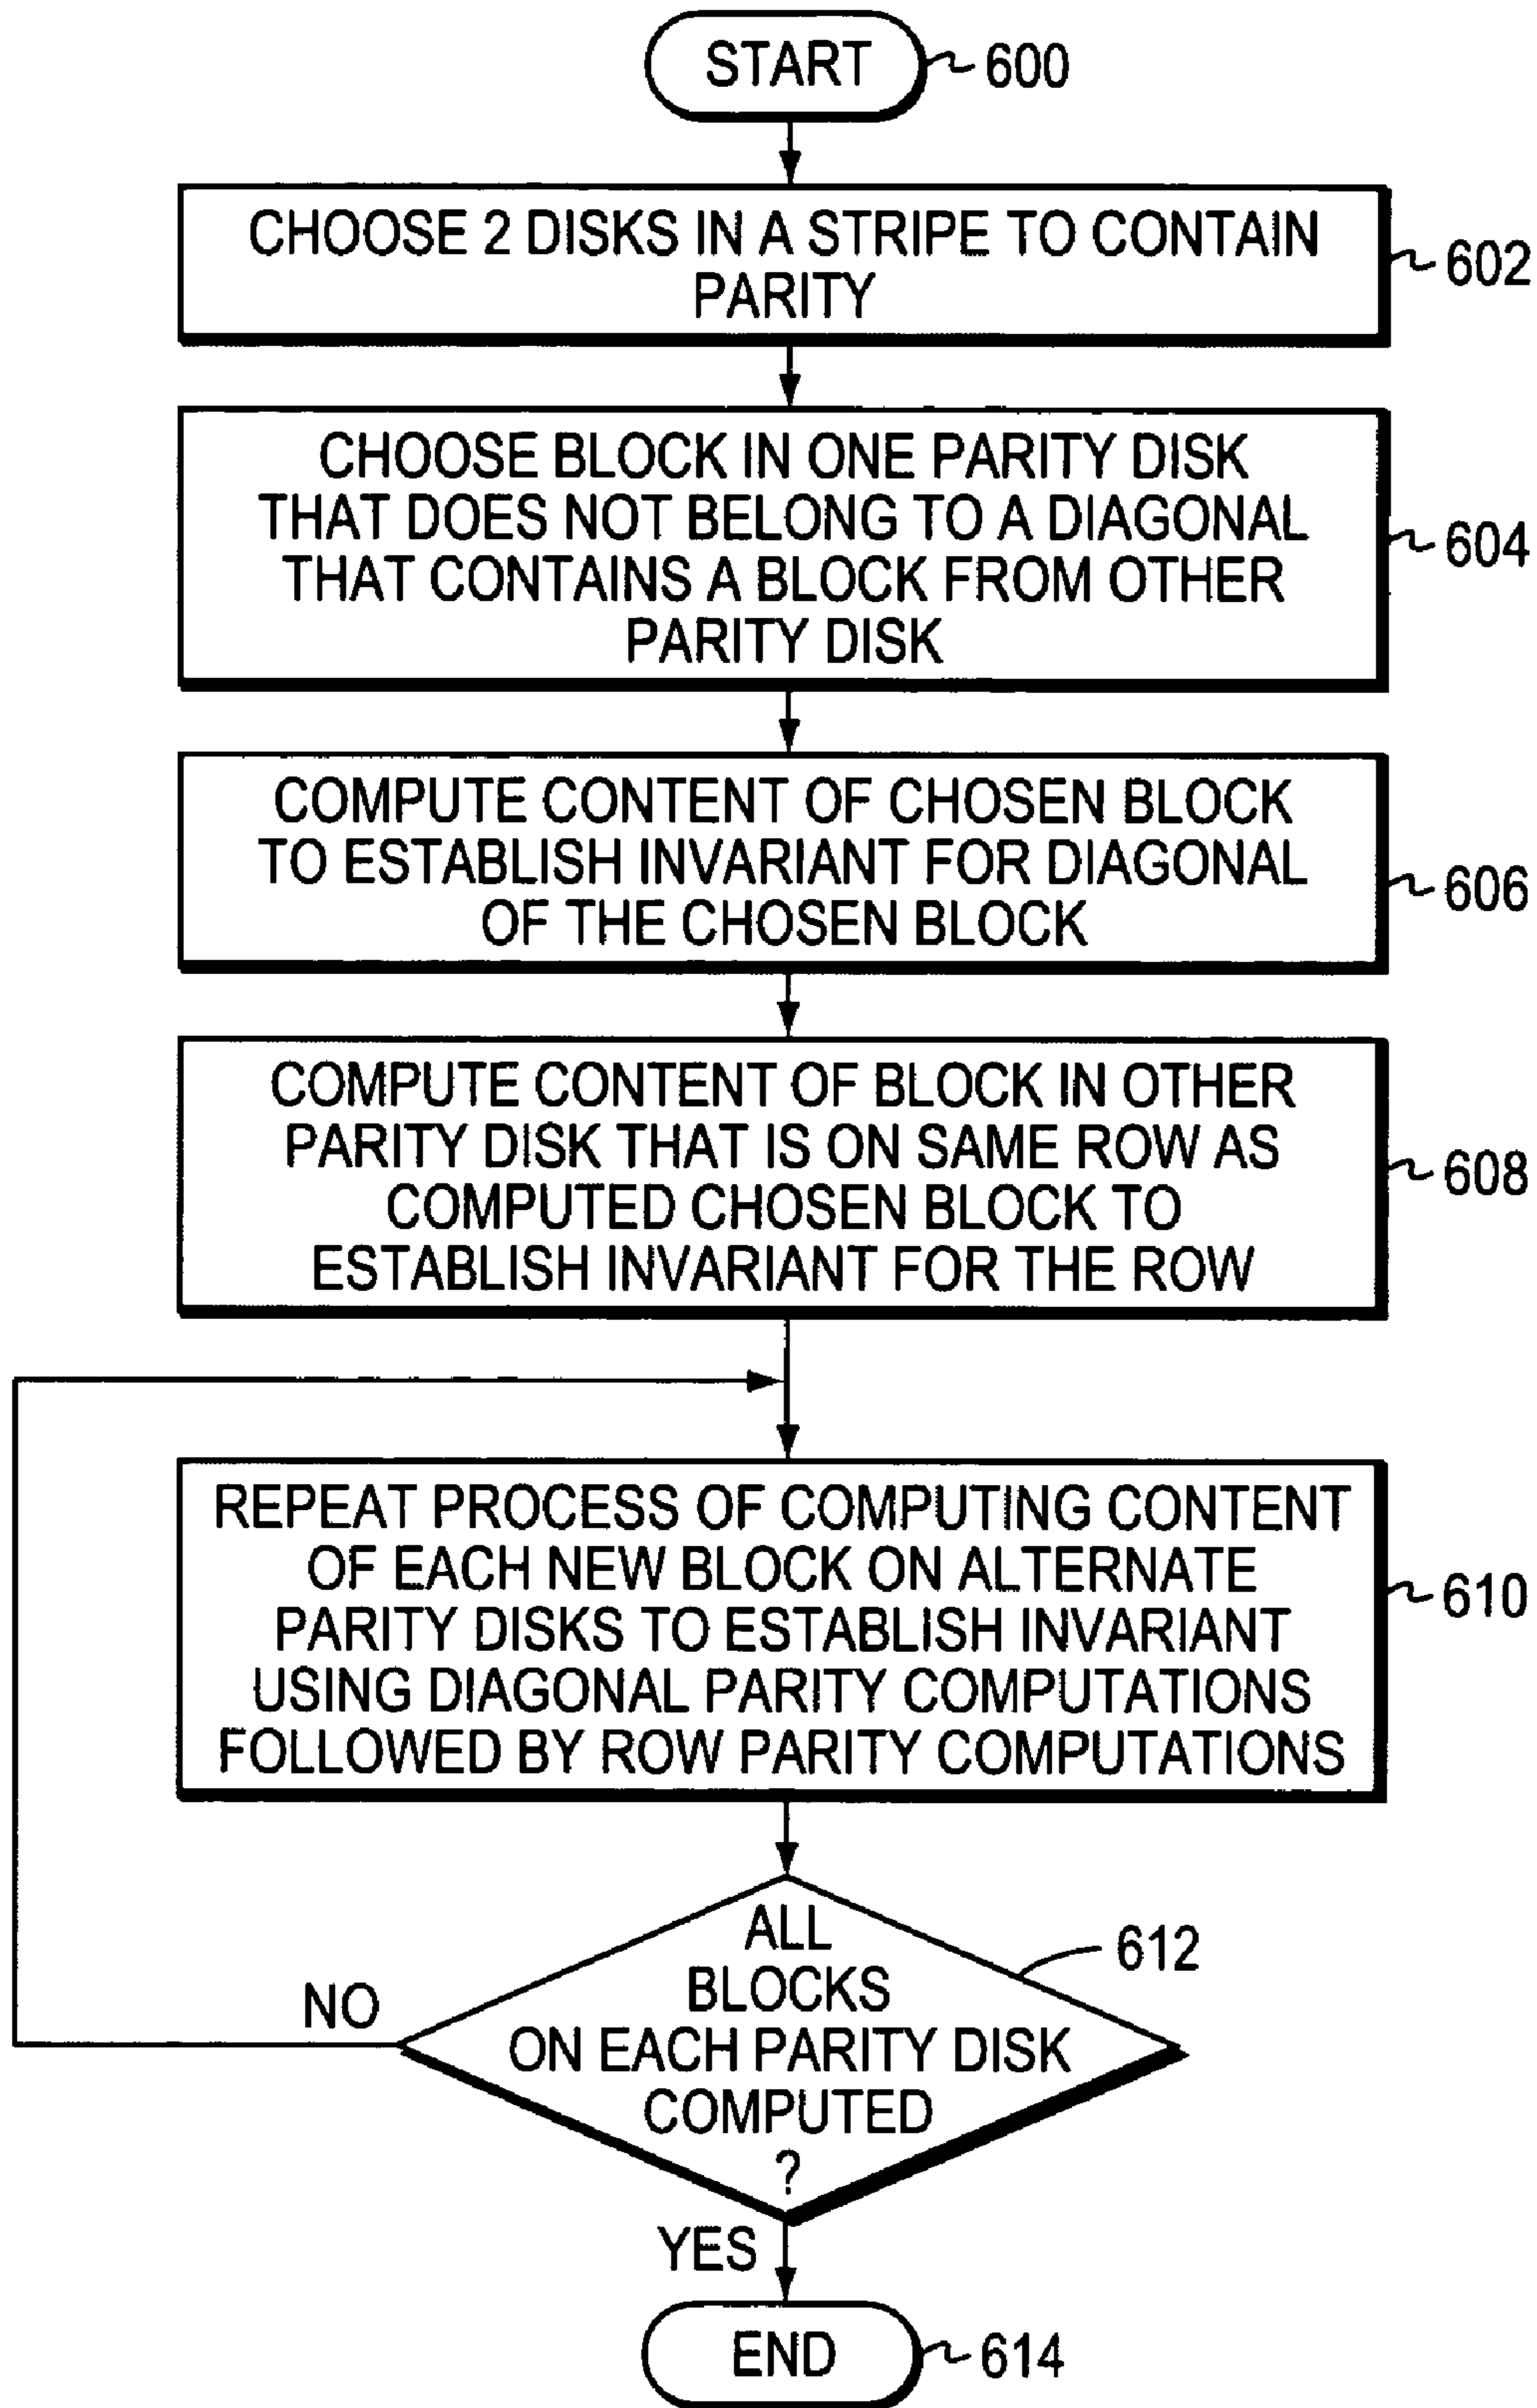 START
600
CHOOSE 2 DISKS IN A STRIPE TO CONTAIN
PARITY
602
CHOOSE BLOCK IN ONE PARITY DISK
THAT DOES NOT BELONG TO A DIAGONAL
THAT CONTAINS A BLOCK FROM OTHER
PARITY DISK
604
COMPUTE CONTENT OF CHOSEN BLOCK
TO ESTABLISH INVARIANT FOR DIAGONAL
OF THE CHOSEN BLOCK
606
COMPUTE CONTENT OF BLOCK IN OTHER
PARITY DISK THAT IS ON SAME ROW AS
COMPUTED CHOSEN BLOCK TO
ESTABLISH INVARIANT FOR THE ROW
608
REPEAT PROCESS OF COMPUTING CONTENT
OF EACH NEW BLOCK ON ALTERNATE
PARITY DISKS TO ESTABLISH INVARIANT
USING DIAGONAL PARITY COMPUTATIONS
FOLLOWED BY ROW PARITY COMPUTATIONS
610
ALL
BLOCKS
ON EACH PARITY DISK
COMPUTED
?
612
NO
YES
END
614